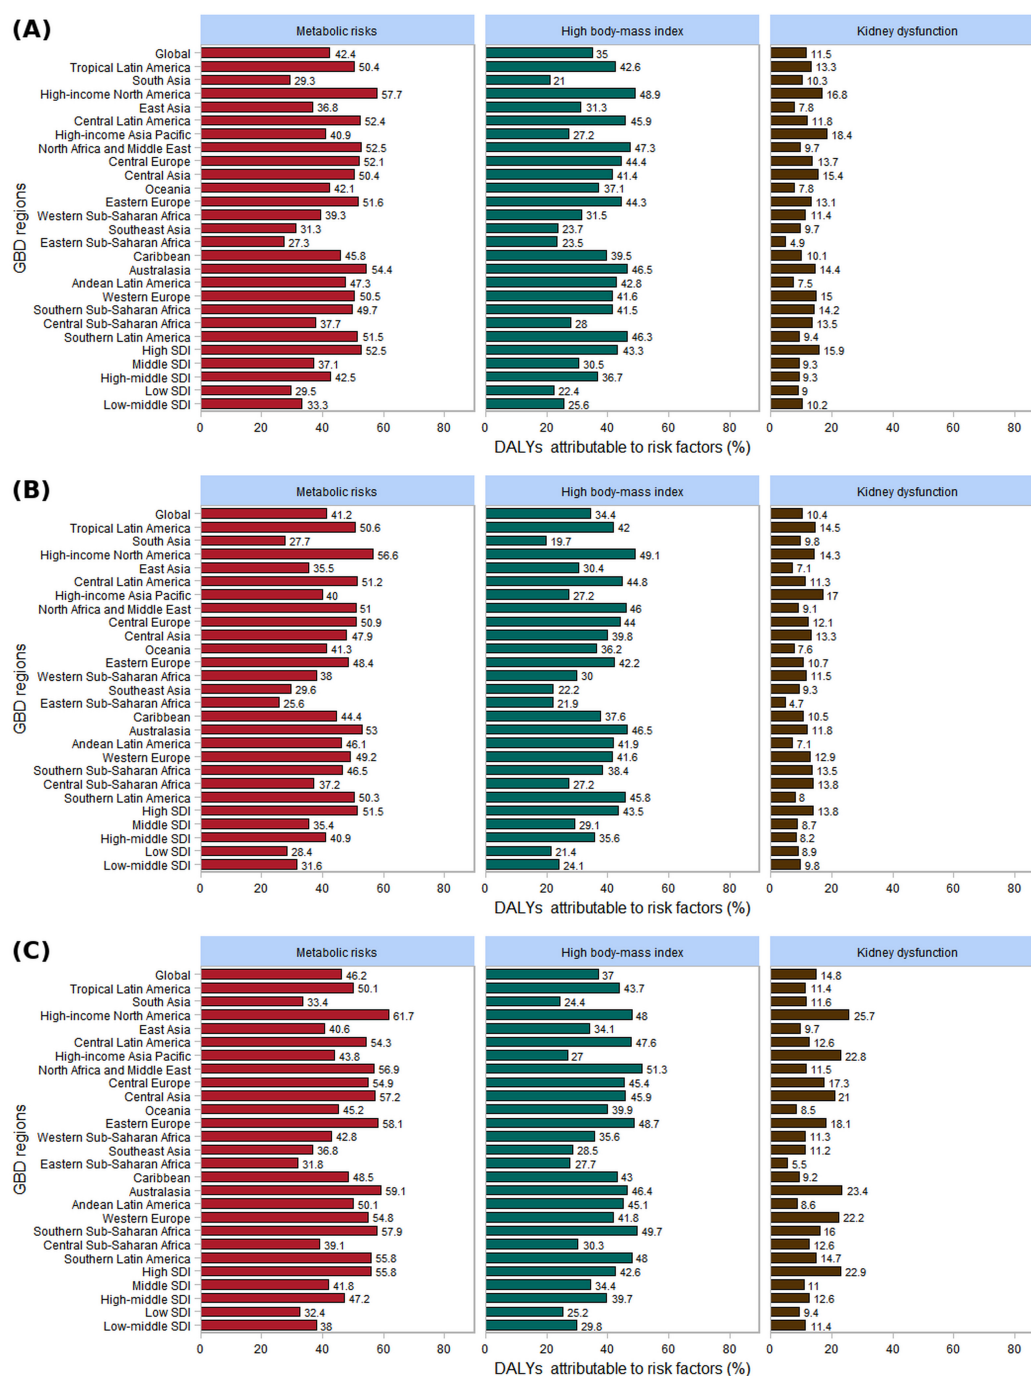 (A)
Metabolic risks High body-mass index Kidney dysfunction
GBD regions
Global 42.4 35 11.5
Tropical Latin America 50.4 42.6 13.3
South Asia 29.3 21 10.3
High-income North America 57.7 48.9 16.8
East Asia 36.8 31.3 7.8
Central Latin America 52.4 45.9 11.8
High-income Asia Pacific 40.9 27.2 18.4
North Africa and Middle East 52.5 47.3 9.7
Central Europe 52.1 44.4 13.7
Central Asia 50.4 41.4 15.4
Oceania 42.1 37.1 7.8
Eastern Europe 51.6 44.3 13.1
Western Sub-Saharan Africa 39.3 31.5 11.4
Southeast Asia 31.3 23.7 9.7
Eastern Sub-Saharan Africa 27.3 23.5 4.9
Caribbean 45.8 39.5 10.1
Australasia 54.4 46.5 14.4
Andean Latin America 47.3 42.8 7.5
Western Europe 50.5 41.6 15
Southern Sub-Saharan Africa 49.7 41.5 14.2
Central Sub-Saharan Africa 37.7 28 13.5
Southern Latin America 51.5 46.3 9.4
High SDI 52.5 43.3 15.9
Middle SDI 37.1 30.5 9.3
High-middle SDI 42.5 36.7 9.3
Low SDI 29.5 22.4 9
Low-middle SDI 33.3 25.6 10.2
0 20 40 60 80 0 20 40 60 80 0 20 40 60 80
DALYs attributable to risk factors (%)
(B)
Metabolic risks High body-mass index Kidney dysfunction
GBD regions
Global 41.2 34.4 10.4
Tropical Latin America 50.6 42 14.5
South Asia 27.7 19.7 9.8
High-income North America 56.6 49.1 14.3
East Asia 35.5 30.4 7.1
Central Latin America 51.2 44.8 11.3
High-income Asia Pacific 40 27.2 17
North Africa and Middle East 51 46 9.1
Central Europe 50.9 44 12.1
Central Asia 47.9 39.8 13.3
Oceania 41.3 36.2 7.6
Eastern Europe 48.4 42.2 10.7
Western Sub-Saharan Africa 38 30 11.5
Southeast Asia 29.6 22.2 9.3
Eastern Sub-Saharan Africa 25.6 21.9 4.7
Caribbean 44.4 37.6 10.5
Australasia 53 46.5 11.8
Andean Latin America 46.1 41.9 7.1
Western Europe 49.2 41.6 12.9
Southern Sub-Saharan Africa 46.5 38.4 13.5
Central Sub-Saharan Africa 37.2 27.2 13.8
Southern Latin America 50.3 45.8 8
High SDI 51.5 43.5 13.8
Middle SDI 35.4 29.1 8.7
High-middle SDI 40.9 35.6 8.2
Low SDI 28.4 21.4 8.9
Low-middle SDI 31.6 24.1 9.8
0 20 40 60 80 0 20 40 60 80 0 20 40 60 80
DALYs attributable to risk factors (%)
(C)
Metabolic risks High body-mass index Kidney dysfunction
GBD regions
Global 46.2 37 14.8
Tropical Latin America 50.1 43.7 11.4
South Asia 33.4 24.4 11.6
High-income North America 61.7 48 25.7
East Asia 40.6 34.1 9.7
Central Latin America 54.3 47.6 12.6
High-income Asia Pacific 43.8 27 22.8
North Africa and Middle East 56.9 51.3 11.5
Central Europe 54.9 45.4 17.3
Central Asia 57.2 45.9 21
Oceania 45.2 39.9 8.5
Eastern Europe 58.1 48.7 18.1
Western Sub-Saharan Africa 42.8 35.6 11.3
Southeast Asia 36.8 28.5 11.2
Eastern Sub-Saharan Africa 31.8 27.7 5.5
Caribbean 48.5 43 9.2
Australasia 59.1 46.4 23.4
Andean Latin America 50.1 45.1 8.6
Western Europe 54.8 41.8 22.2
Southern Sub-Saharan Africa 57.9 49.7 16
Central Sub-Saharan Africa 39.1 30.3 12.6
Southern Latin America 55.8 48 14.7
High SDI 55.8 42.6 22.9
Middle SDI 41.8 34.4 11
High-middle SDI 47.2 39.7 12.6
Low SDI 32.4 25.2 9.4
Low-middle SDI 38 29.8 11.4
0 20 40 60 80 0 20 40 60 80 0 20 40 60 80
DALYs attributable to risk factors (%)